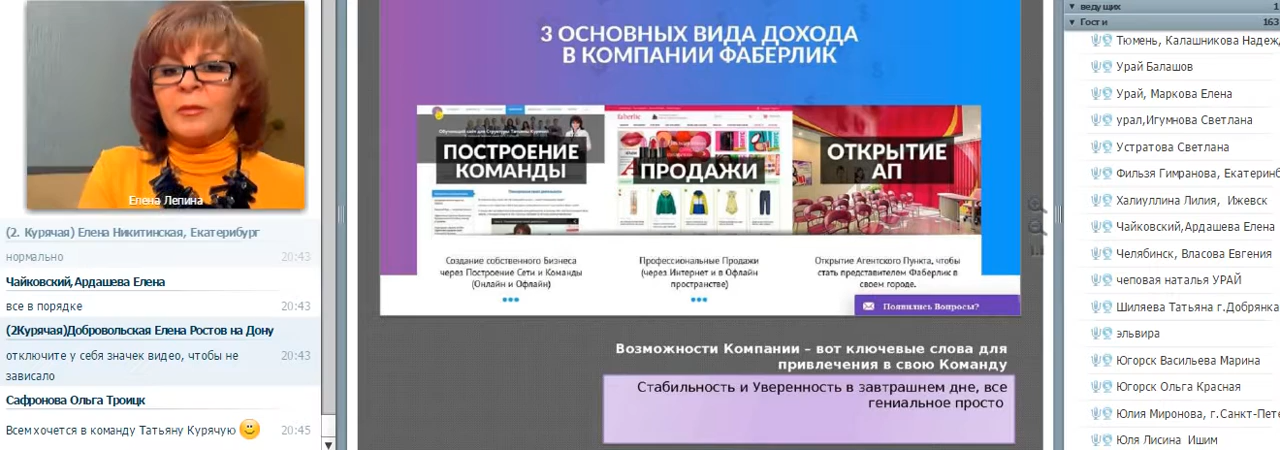 Елена Лепина
(2. Курячая) Елена Никитинская, Екатерибург
нормально 20:43
Чайковский,Ардашева Елена
все в порядке 20:43
(2Курячая)Добровольская Елена Ростов на Дону
отключите у себя значек видео, чтобы не 20:43
зависало
Сафронова Ольга Троицк
Всем хочется в команду Татьяну Курячую 20:45
3 ОСНОВНЫХ ВИДА ДОХОДА
В КОМПАНИИ ФАБЕРЛИК
faberlic
ПОСТРОЕНИЕ
КОМАНДЫ
ПРОДАЖИ
ОТКРЫТИЕ
АП
Создание собственного бизнеса
через Построение Сети и Команды
(Онлайн и Офлайн)
Профессиональные Продажи
(через Интернет и в Офлайн
пространстве)
Открытие Агентского Пункта, чтобы
стать представителем Фаберлик в
своем городе.
Появились Вопросы?
Возможности Компании – вот ключевые слова для
привлечения в свою Команду
Стабильность и Уверенность в завтрашнем дне, все
гениальное просто
ведущих 1
Гости 163
Тюмень, Калашникова Надеж
Урай Балашов
Урай, Маркова Елена
урал,Игумнова Светлана
Устратова Светлана
Фильзя Гимранова, Екатеринб
Халиуллина Лилия, Ижевск
Чайковский,Ардашева Елена
Челябинск, Власова Евгения
чеповая наталья УРАЙ
Шиляева Татьяна г.Добрянка
эльвира
Югорск Васильева Марина
Югорск Ольга Красная
Юлия Миронова, г.Санкт-Пете
Юля Лисина Ишим